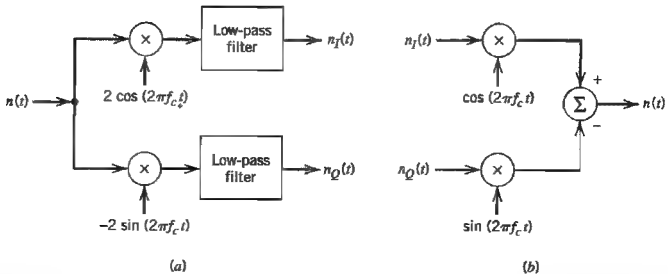 n(t)
×
2 cos (2πf_c t)
Low-pass
filter
n_I(t)
×
−2 sin (2πf_c t)
Low-pass
filter
n_Q(t)
(a)
n_I(t)
×
cos (2πf_c t)
n_Q(t)
×
sin (2πf_c t)
+
Σ
−
n(t)
(b)